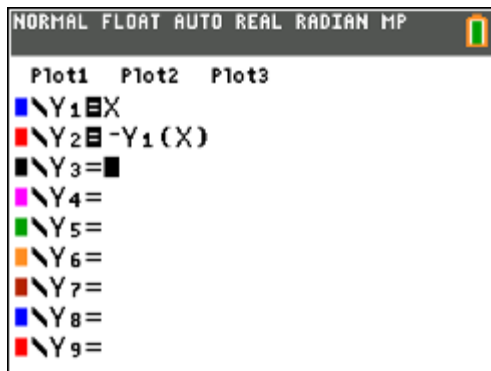 NORMAL FLOAT AUTO REAL RADIAN MP
Plot1 Plot2 Plot3
\Y₁=X
\Y₂=-Y₁(X)
\Y₃=
\Y₄=
\Y₅=
\Y₆=
\Y₇=
\Y₈=
\Y₉=